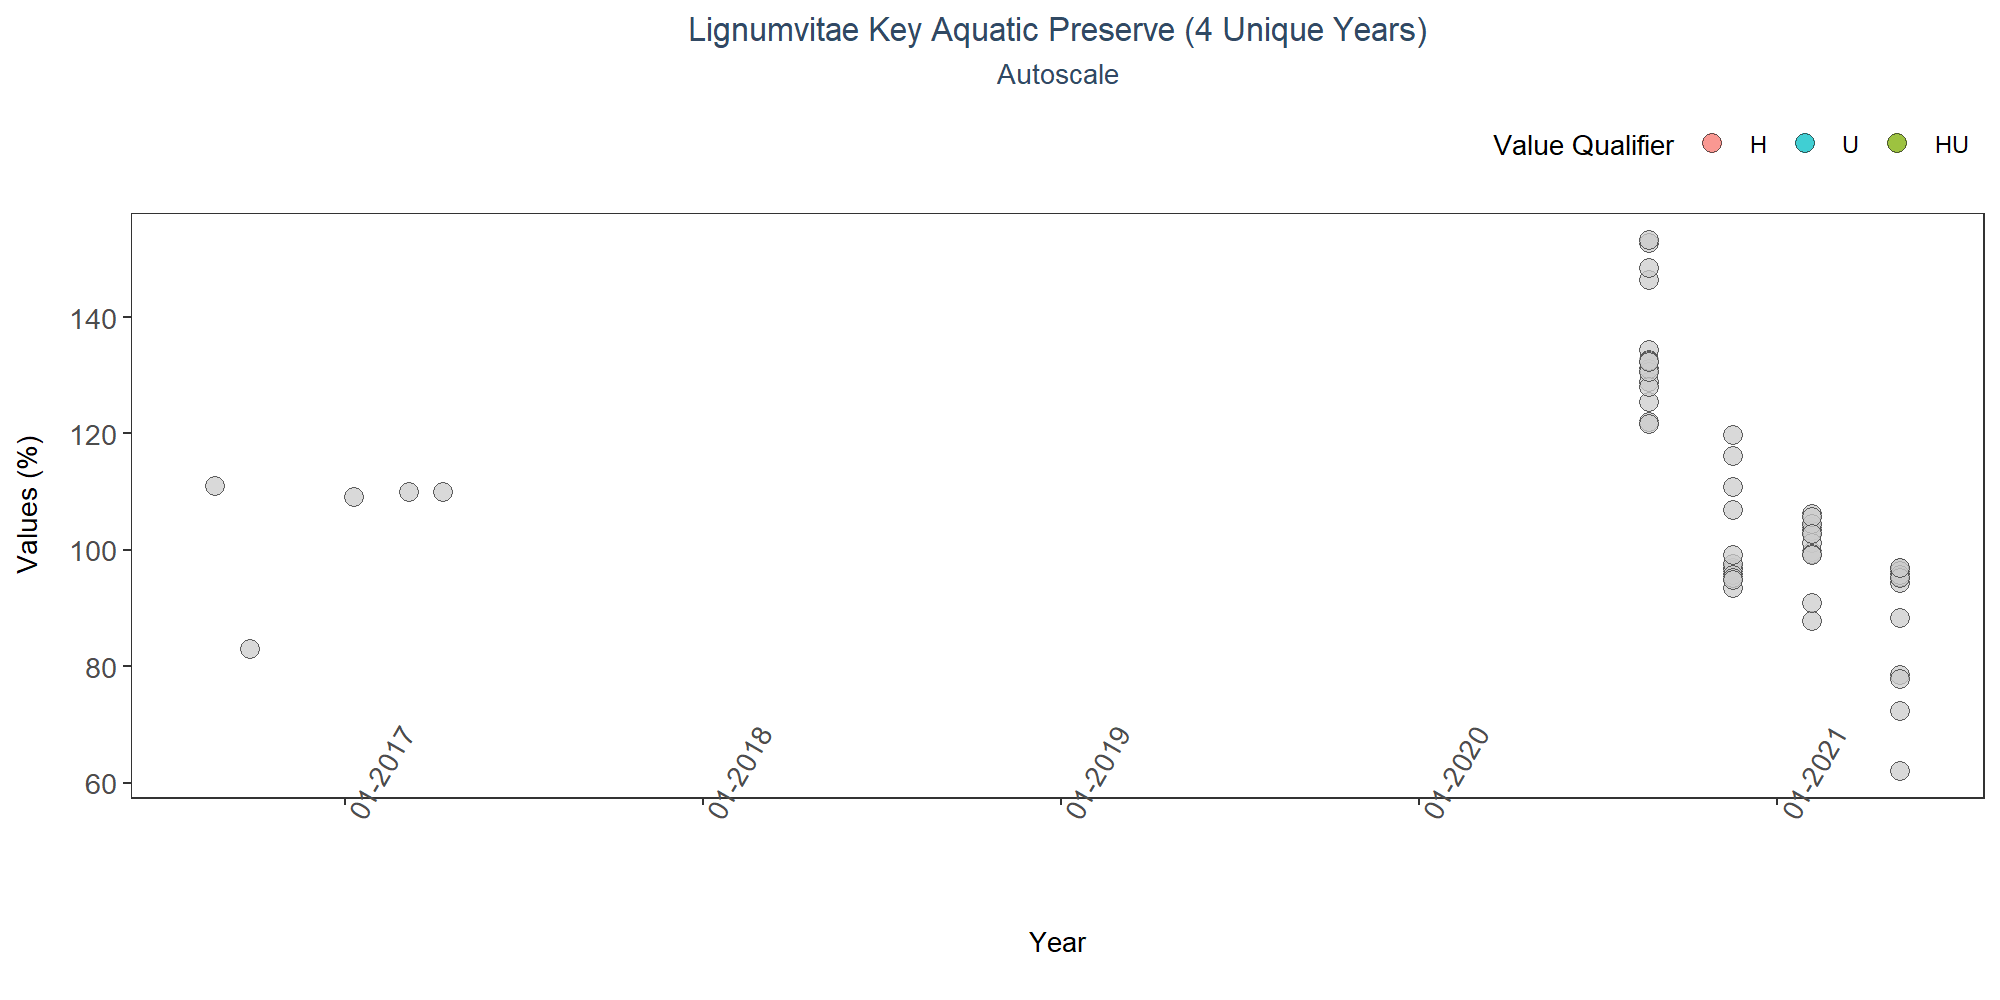 Lignumvitae Key Aquatic Preserve (4 Unique Years)
Autoscale
Value Qualifier H U HU
Values (%)
140
120
100
80
60
01-2017 01-2018 01-2019 01-2020 01-2021
Year